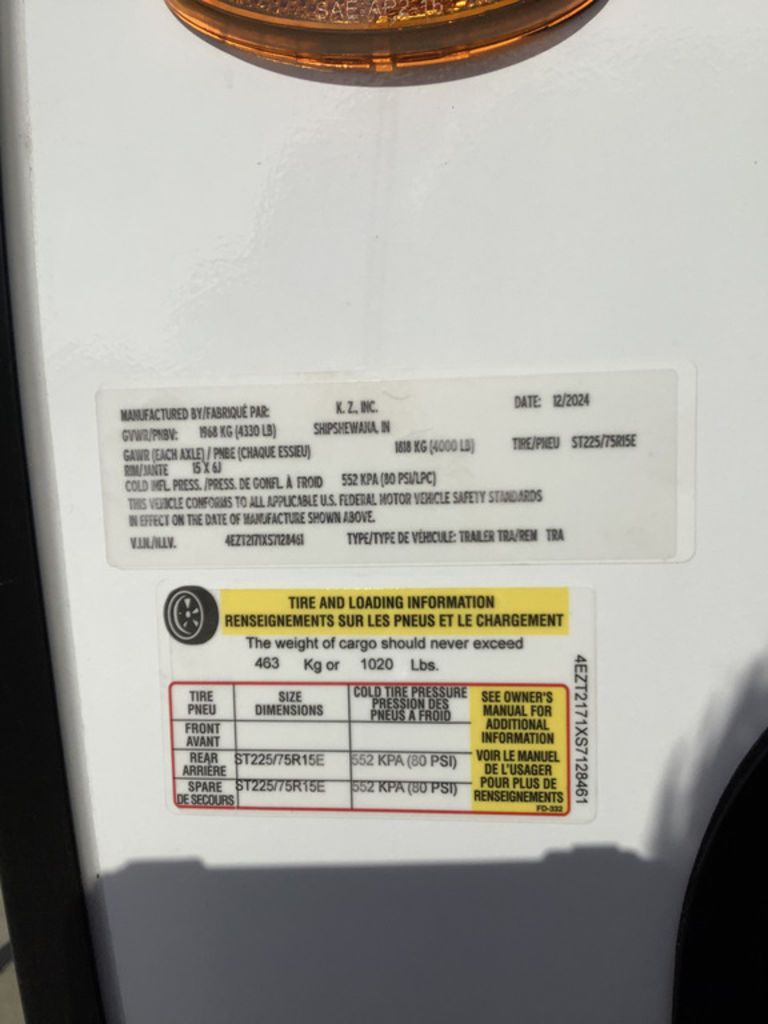 SAE AP2 15
MANUFACTURED BY/FABRIQUÉ PAR: K. Z., INC. DATE: 12/2024
GVWR/PNBV: 1968 KG (4330 LB) SHIPSHEWANA, IN
GAWR (EACH AXLE) / PNBE (CHAQUE ESSIEU) 1818 KG (4000 LB) TIRE/PNEU ST225/75R15E
RIM/JANTE 15 X 6J
COLD INFL. PRESS. /PRESS. DE GONFL. À FROID 552 KPA (80 PSI/LPC)
THIS VEHICLE CONFORMS TO ALL APPLICABLE U.S. FEDERAL MOTOR VEHICLE SAFETY STANDARDS
IN EFFECT ON THE DATE OF MANUFACTURE SHOWN ABOVE.
V.I.N./N.I.V. 4EZT2171XS7128461 TYPE/TYPE DE VÉHICULE: TRAILER TRA/REM TRA
TIRE AND LOADING INFORMATION
RENSEIGNEMENTS SUR LES PNEUS ET LE CHARGEMENT
The weight of cargo should never exceed
463 Kg or 1020 Lbs.
TIRE
PNEU
SIZE
DIMENSIONS
COLD TIRE PRESSURE
PRESSION DES
PNEUS A FROID
FRONT
AVANT
REAR
ARRIÈRE
ST225/75R15E
552 KPA (80 PSI)
SPARE
DE SECOURS
ST225/75R15E
552 KPA (80 PSI)
SEE OWNER'S
MANUAL FOR
ADDITIONAL
INFORMATION
VOIR LE MANUEL
DE L'USAGER
POUR PLUS DE
RENSEIGNEMENTS
FD-332
4EZT2171XS7128461